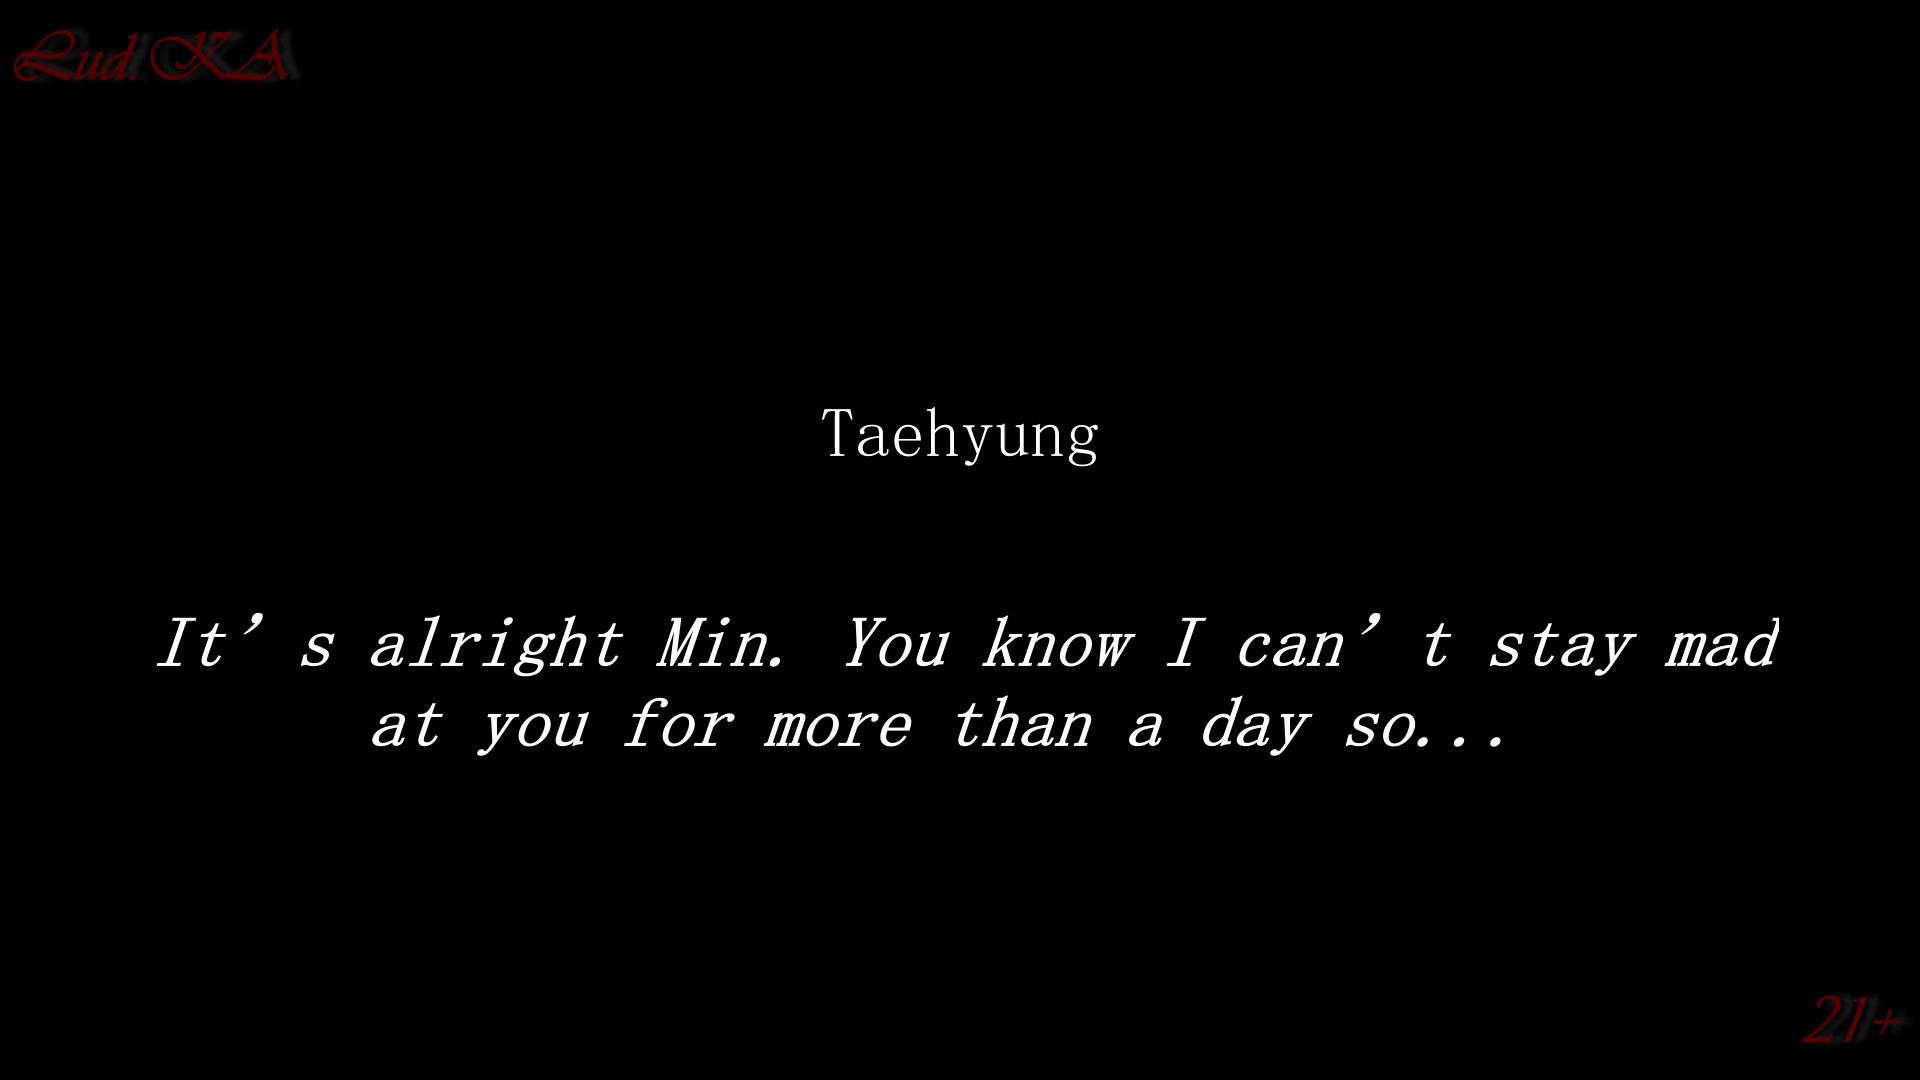 Lud.KA
Taehyung
It’s alright Min. You know I can’t stay mad
at you for more than a day so...
21+